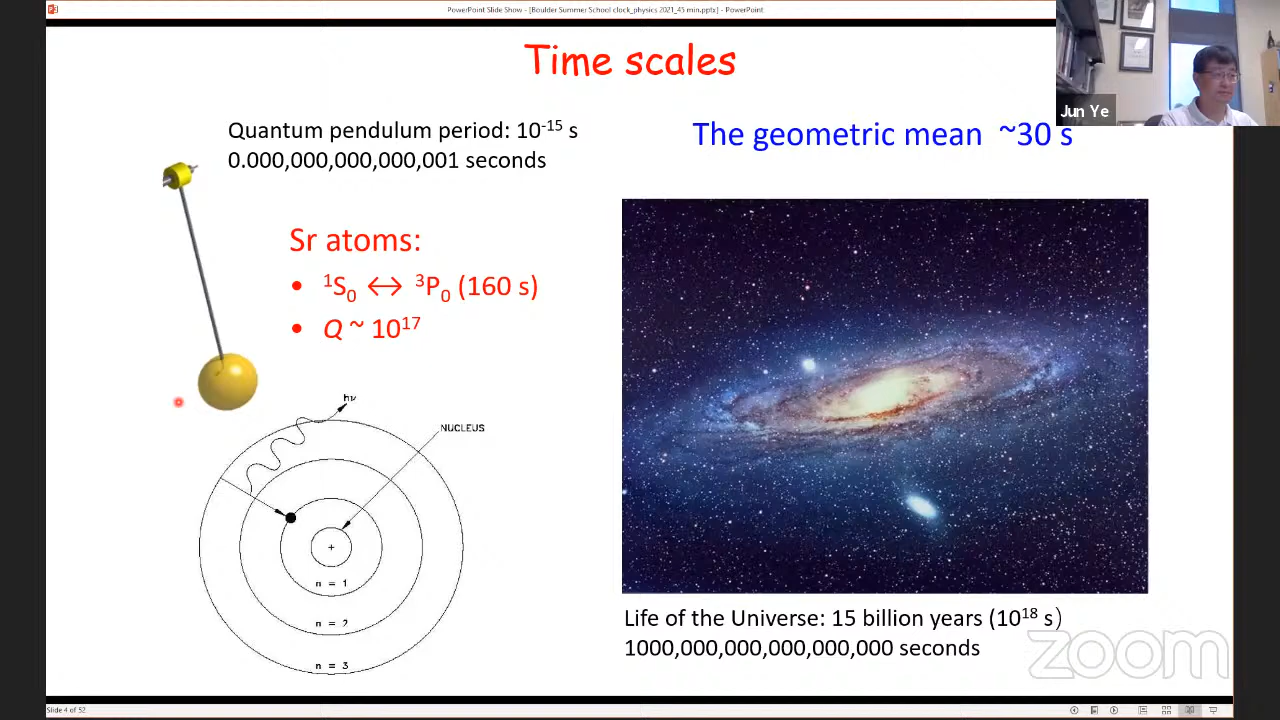 PowerPoint Slide Show - [Boulder Summer School clock_physics 2021_45 min.pptx] - PowerPoint
Time scales
Jun Ye
Quantum pendulum period: 10⁻¹⁵ s
0.000,000,000,000,001 seconds
The geometric mean ~30 s
Sr atoms:
• ¹S₀ ↔ ³P₀ (160 s)
• Q ~ 10¹⁷
hν
NUCLEUS
+
n = 1
n = 2
n = 3
Life of the Universe: 15 billion years (10¹⁸ s)
1000,000,000,000,000,000 seconds
zoom
Slide 4 of 52